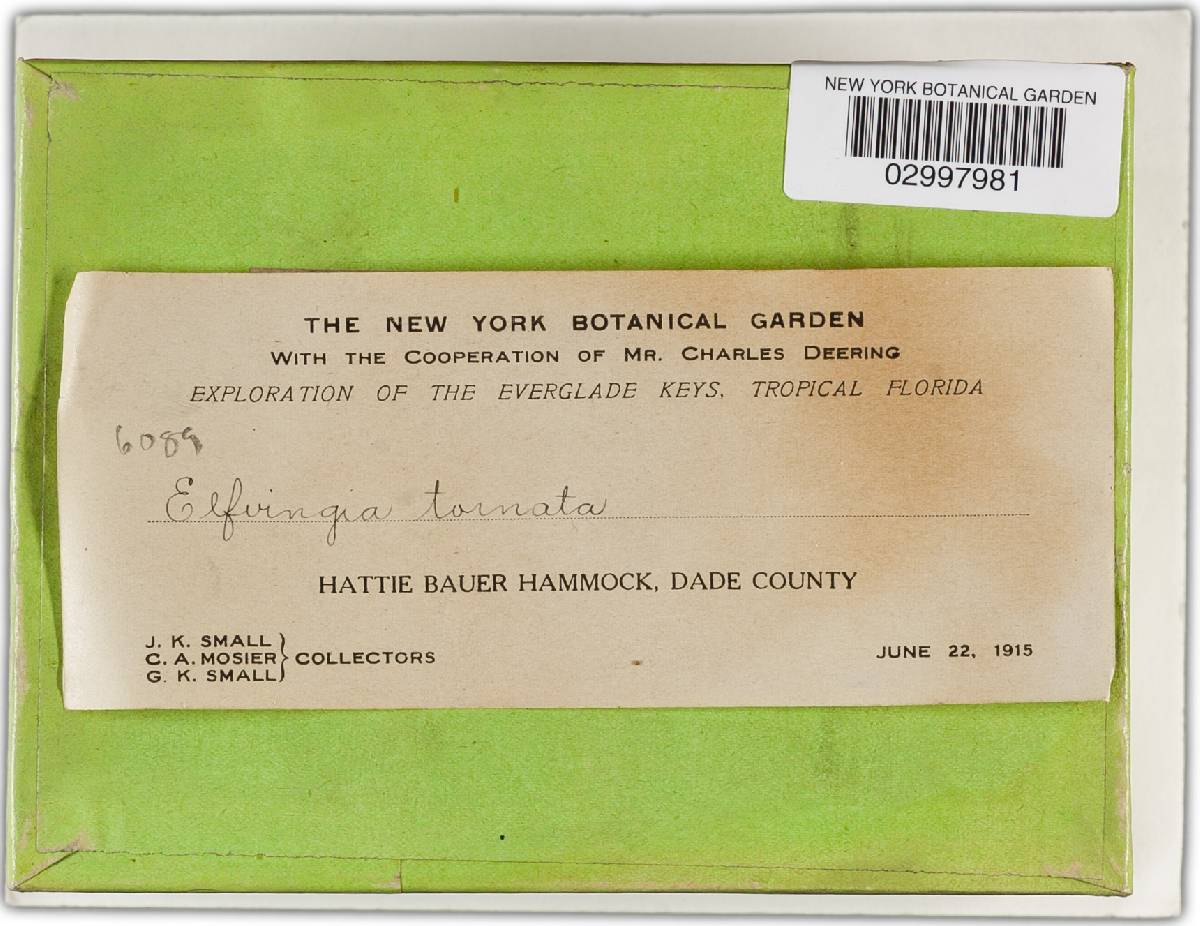 NEW YORK BOTANICAL GARDEN
02997981
THE NEW YORK BOTANICAL GARDEN
WITH THE COOPERATION OF MR. CHARLES DEERING
EXPLORATION OF THE EVERGLADE KEYS, TROPICAL FLORIDA
6089
Elfvingia tornata
HATTIE BAUER HAMMOCK, DADE COUNTY
J. K. SMALL
C. A. MOSIER } COLLECTORS
G. K. SMALL
JUNE 22, 1915